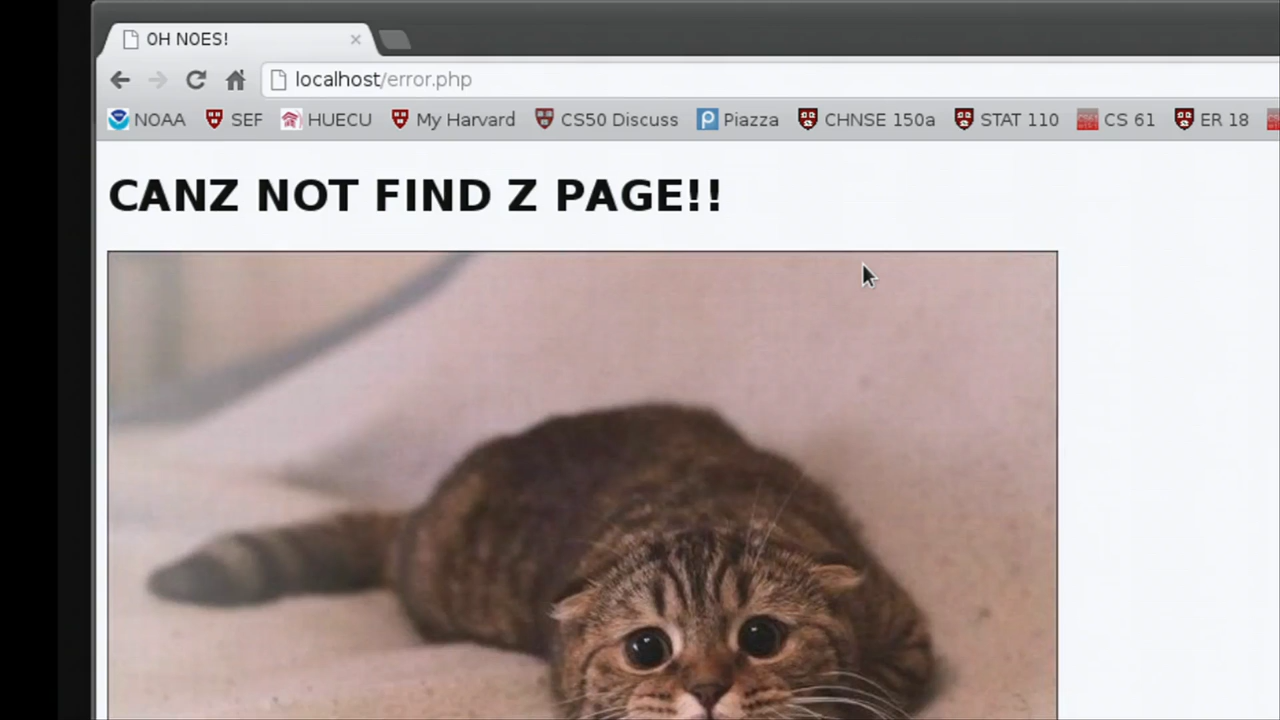 OH NOES!
localhost/error.php
NOAA SEF HUECU My Harvard CS50 Discuss Piazza CHNSE 150a STAT 110 CS 61 ER 18
CANZ NOT FIND Z PAGE!!